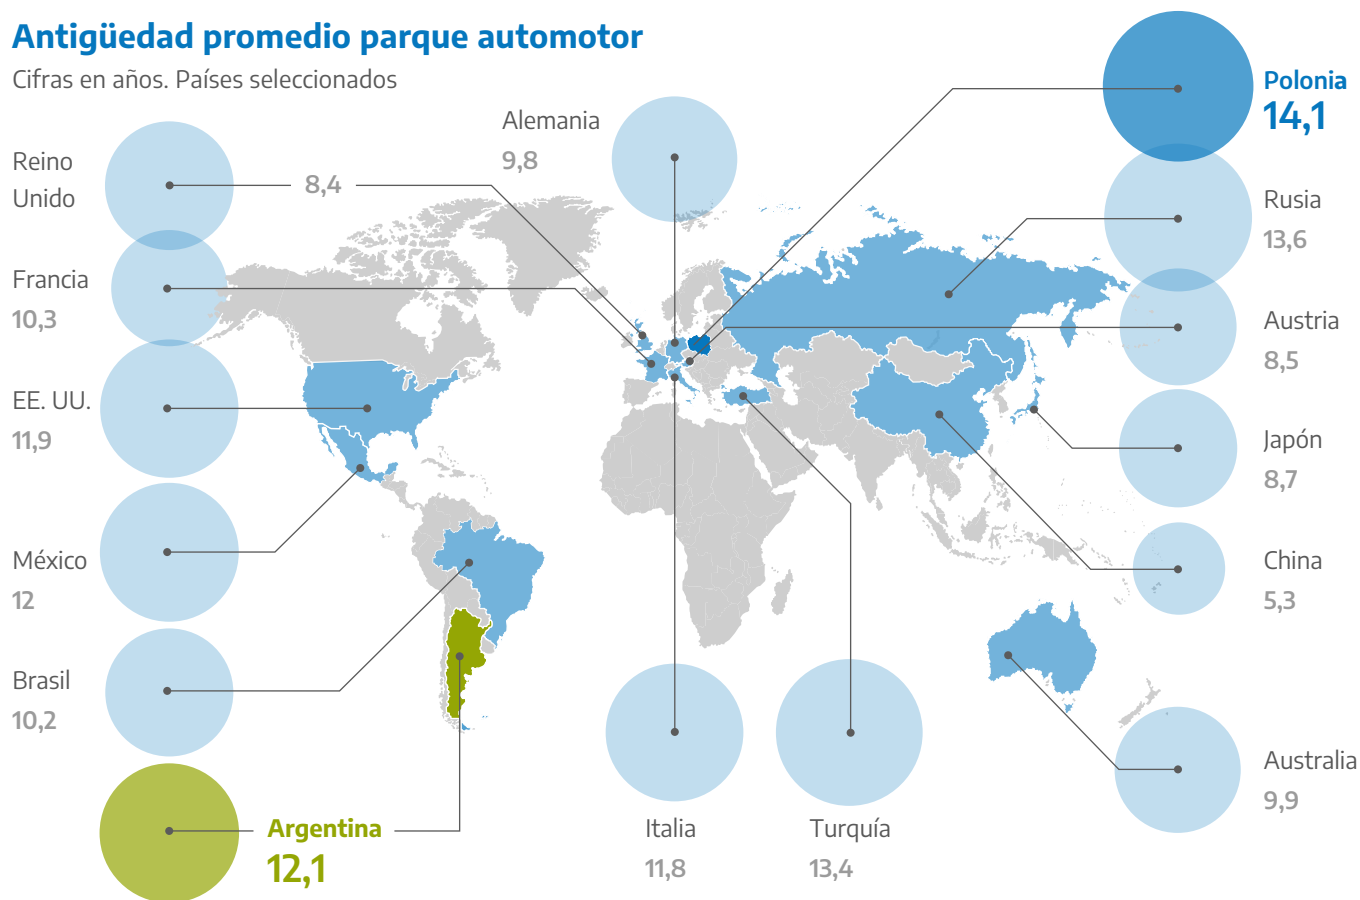 Antigüedad promedio parque automotor
Cifras en años. Países seleccionados
Reino
Unido
8,4
Francia
10,3
EE. UU.
11,9
México
12
Brasil
10,2
Argentina
12,1
Alemania
9,8
Italia
11,8
Turquía
13,4
Polonia
14,1
Rusia
13,6
Austria
8,5
Japón
8,7
China
5,3
Australia
9,9